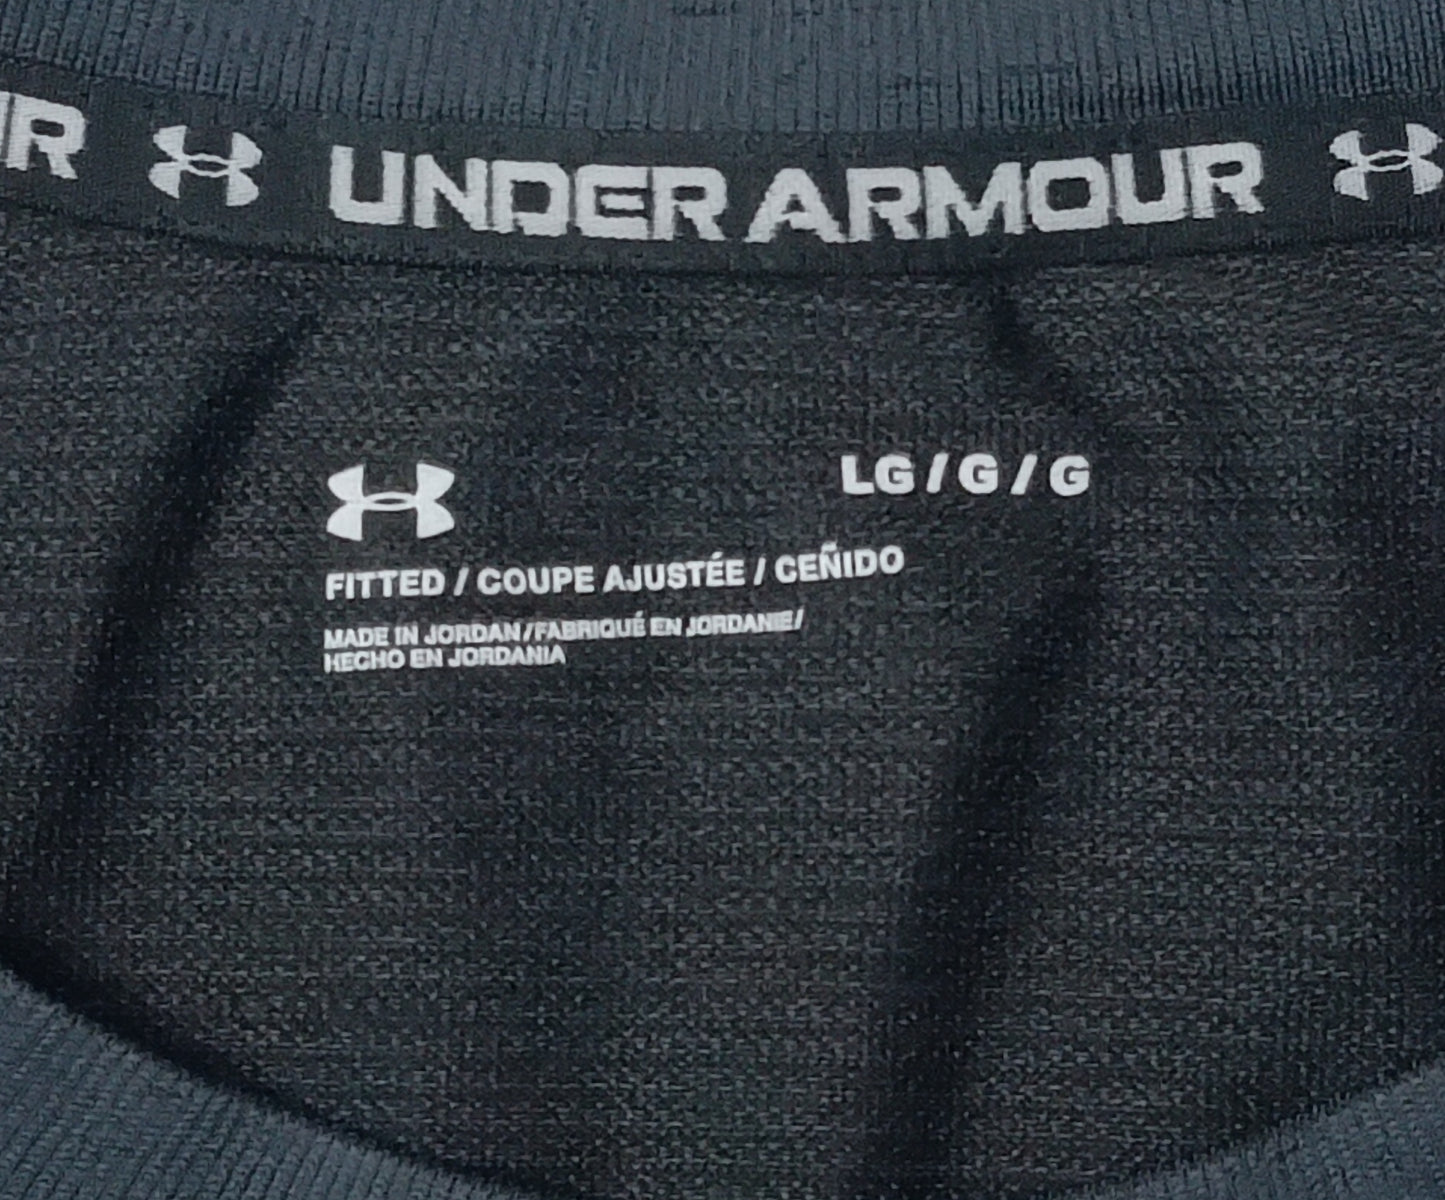 R UNDER ARMOUR
LG / G / G
FITTED / COUPE AJUSTÉE / CEÑIDO
MADE IN JORDAN/FABRIQUÉ EN JORDANIE/
HECHO EN JORDANIA